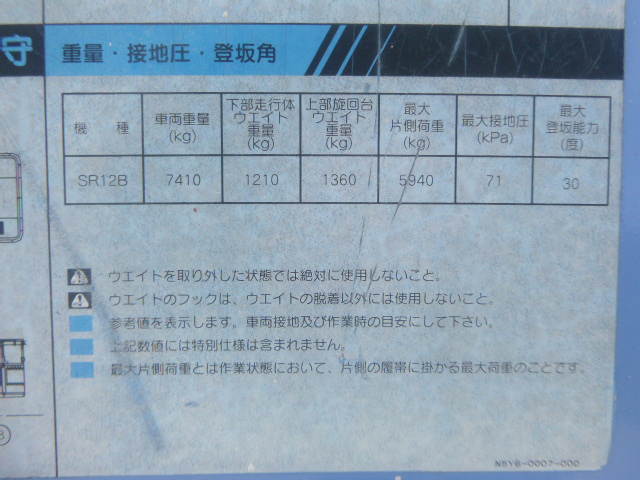 守
重量・接地圧・登坂角
機 種
車両重量
(kg)
下部走行体
ウエイト
重量
(kg)
上部旋回台
ウエイト
重量
(kg)
最大
片側荷重
(kg)
最大接地圧
(kPa)
最大
登坂能力
(度)
SR12B 7410 1210 1360 5940 71 30
ウエイトを取り外した状態では絶対に使用しないこと。
ウエイトのフックは、ウエイトの脱着以外には使用しないこと。
参考値を表示します。車両接地及び作業時の目安にして下さい。
上記数値には特別仕様は含まれません。
最大片側荷重とは作業状態において、片側の履帯に掛かる最大荷重のことです。